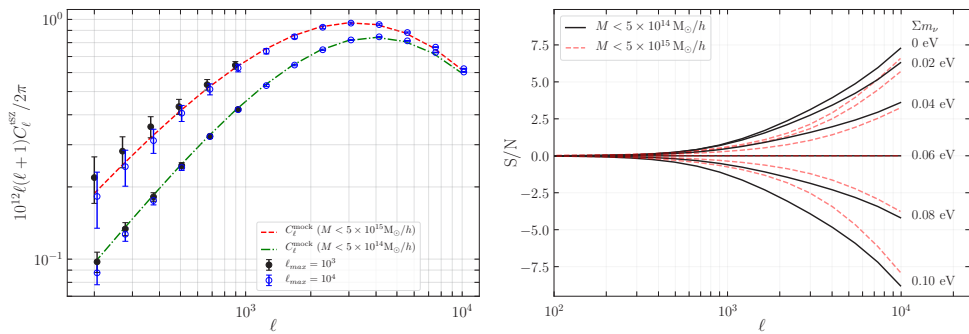 10^0
10^{-1}
10^{12}ℓ(ℓ+1)C_ℓ^{tSZ}/2π
C_ℓ^{mock} (M < 5 × 10^{15}M_⊙/h)
C_ℓ^{mock} (M < 5 × 10^{14}M_⊙/h)
ℓ_{max} = 10^3
ℓ_{max} = 10^4
10^3
10^4
ℓ
M < 5 × 10^{14} M_⊙/h
M < 5 × 10^{15} M_⊙/h
Σm_ν
0 eV
0.02 eV
0.04 eV
0.06 eV
0.08 eV
0.10 eV
7.5
5.0
2.5
0.0
−2.5
−5.0
−7.5
S/N
10^2
10^3
10^4
ℓ